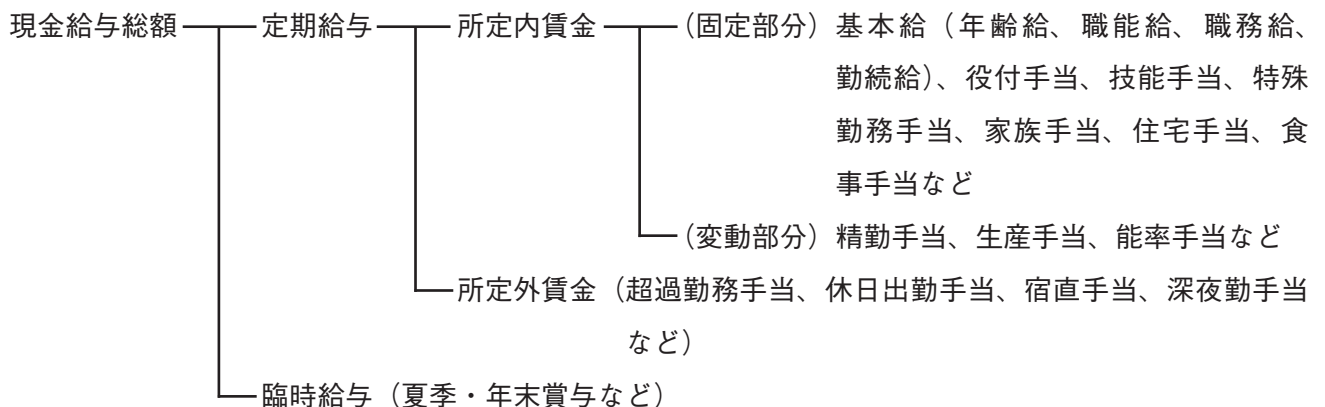 現金給与総額 定期給与 所定内賃金 （固定部分）基本給（年齢給、職能給、職務給、
勤続給）、役付手当、技能手当、特殊
勤務手当、家族手当、住宅手当、食
事手当など
（変動部分）精勤手当、生産手当、能率手当など
所定外賃金（超過勤務手当、休日出勤手当、宿直手当、深夜勤手当
など）
臨時給与（夏季・年末賞与など）